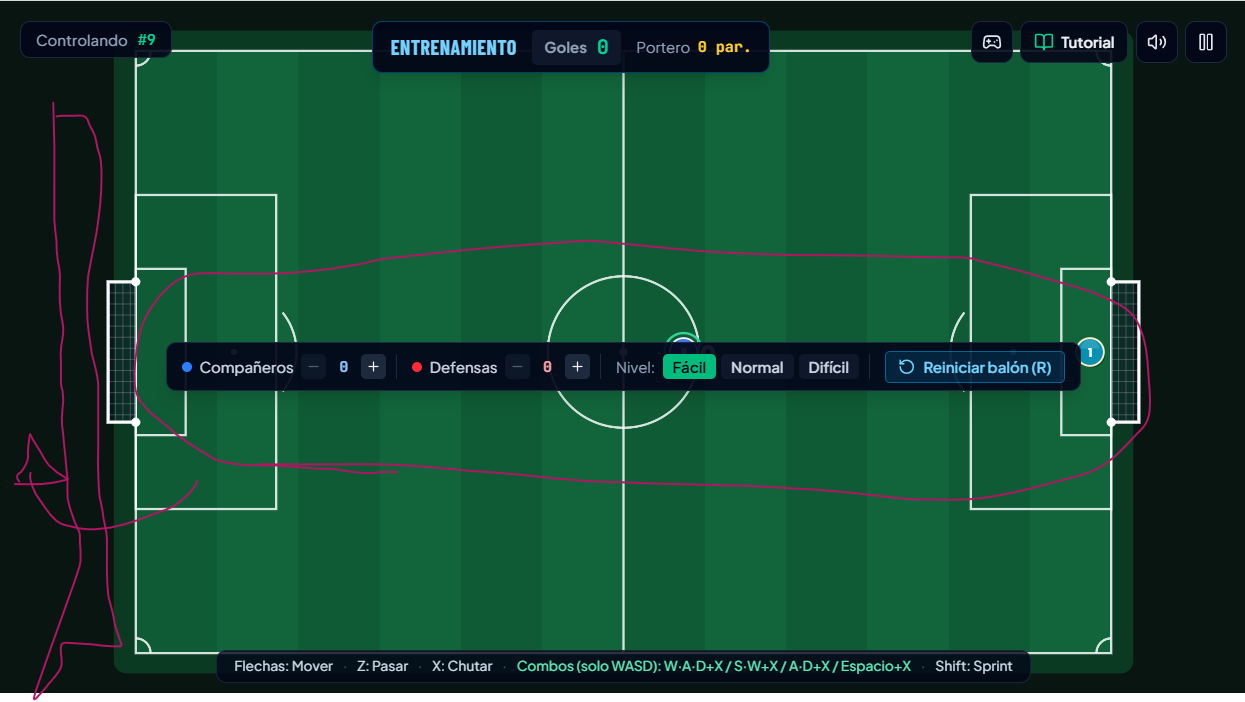 Controlando #9
ENTRENAMIENTO Goles 0 Portero 0 par.
Tutorial
Compañeros − 0 + Defensas − 0 + Nivel: Fácil Normal Difícil Reiniciar balón (R)
1
Flechas: Mover · Z: Pasar · X: Chutar · Combos (solo WASD): W·A·D+X / S·W+X / A·D+X / Espacio+X · Shift: Sprint